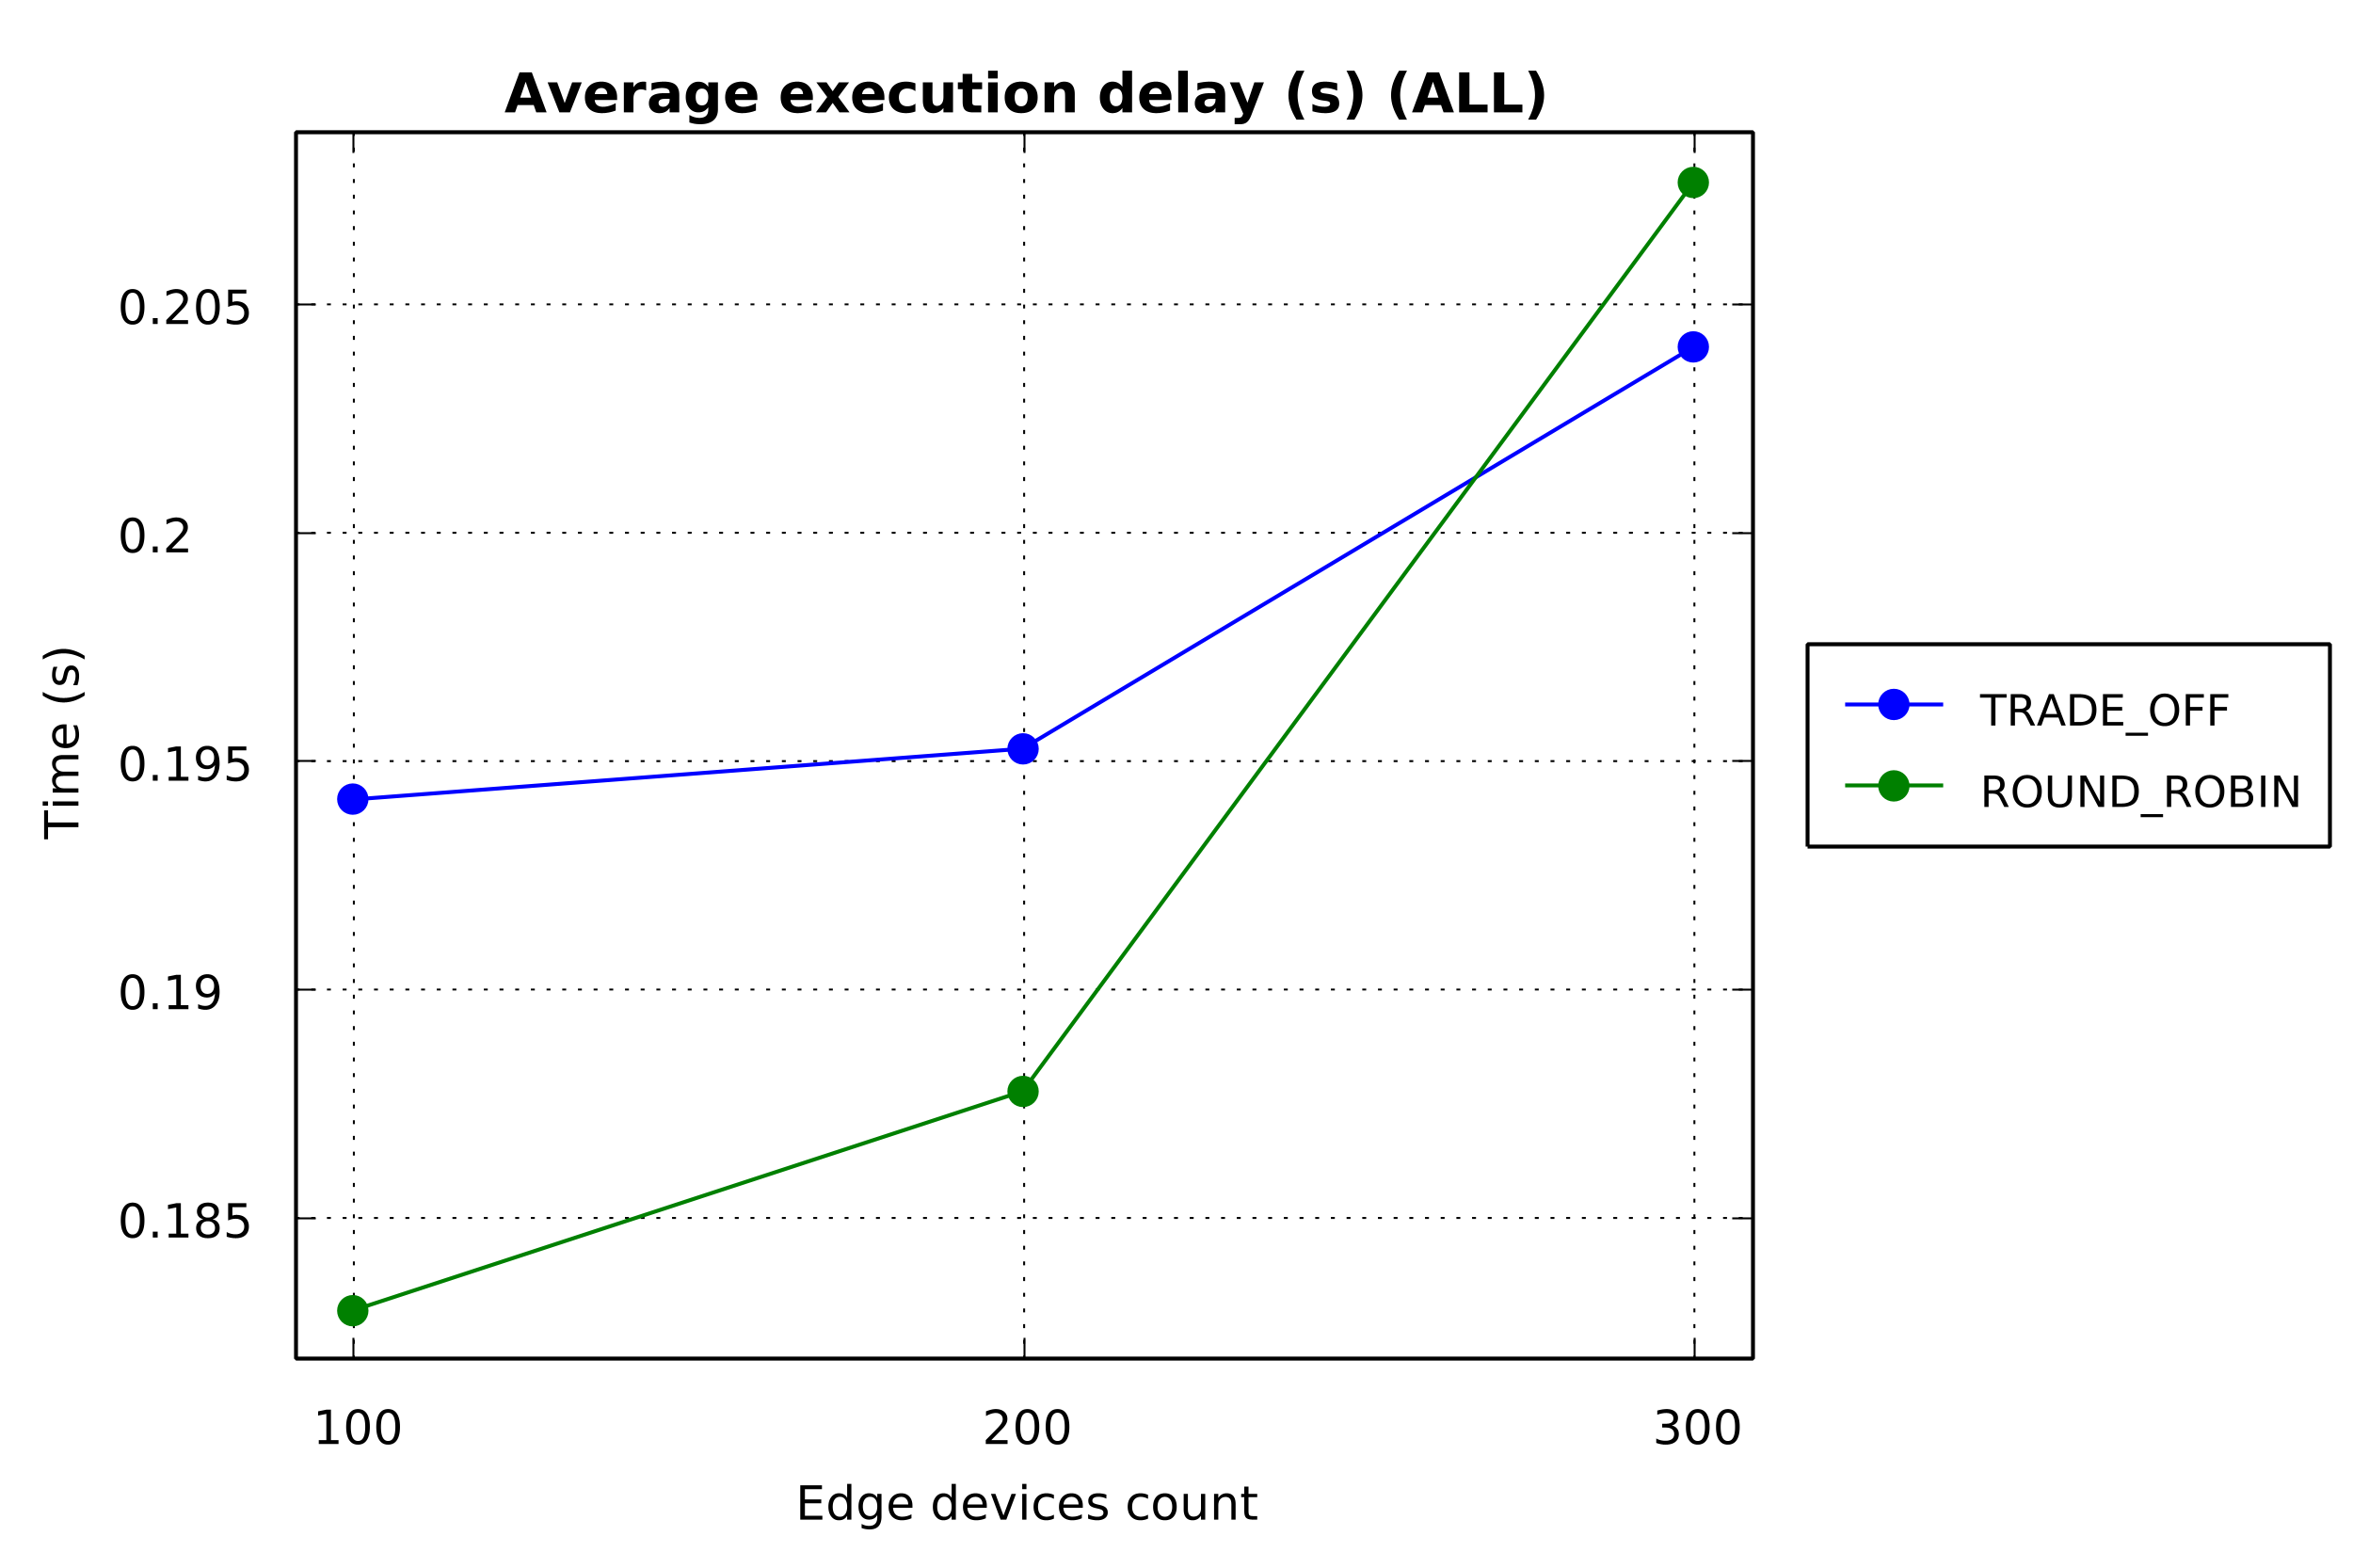 Average execution delay (s) (ALL)
0.205
0.2
0.195
0.19
0.185
Time (s)
100 200 300
Edge devices count
TRADE_OFF
ROUND_ROBIN